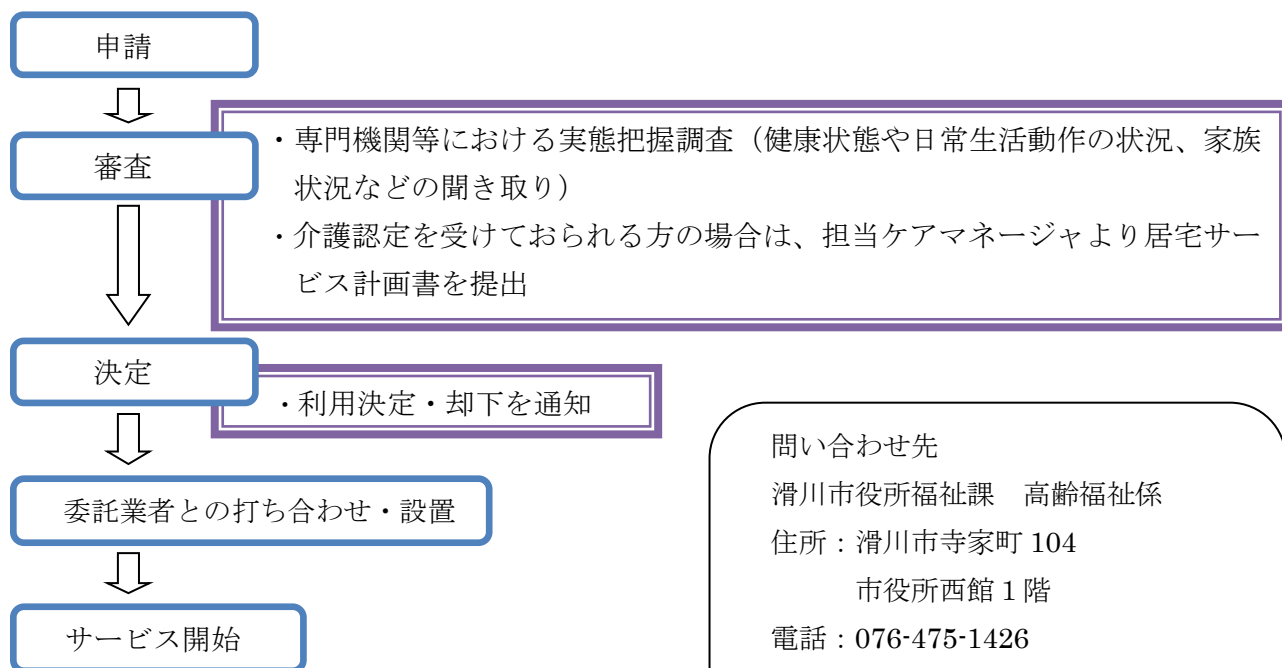 申請
審査
・専門機関等における実態把握調査（健康状態や日常生活動作の状況、家族
状況などの聞き取り）
・介護認定を受けておられる方の場合は、担当ケアマネージャより居宅サー
ビス計画書を提出
決定
・利用決定・却下を通知
委託業者との打ち合わせ・設置
サービス開始
問い合わせ先
滑川市役所福祉課　高齢福祉係
住所：滑川市寺家町 104
市役所西館 1 階
電話：076-475-1426